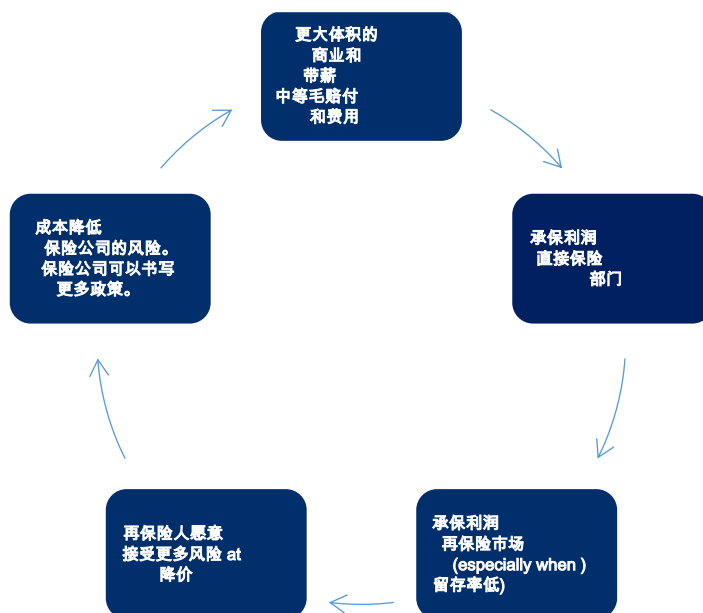 更大体积的
商业和
带薪
中等毛赔付
和费用
承保利润
直接保险
部门
承保利润
再保险市场
(especially when )
留存率低)
再保险人愿意
接受更多风险 at
降价
成本降低
保险公司的风险。
保险公司可以书写
更多政策。